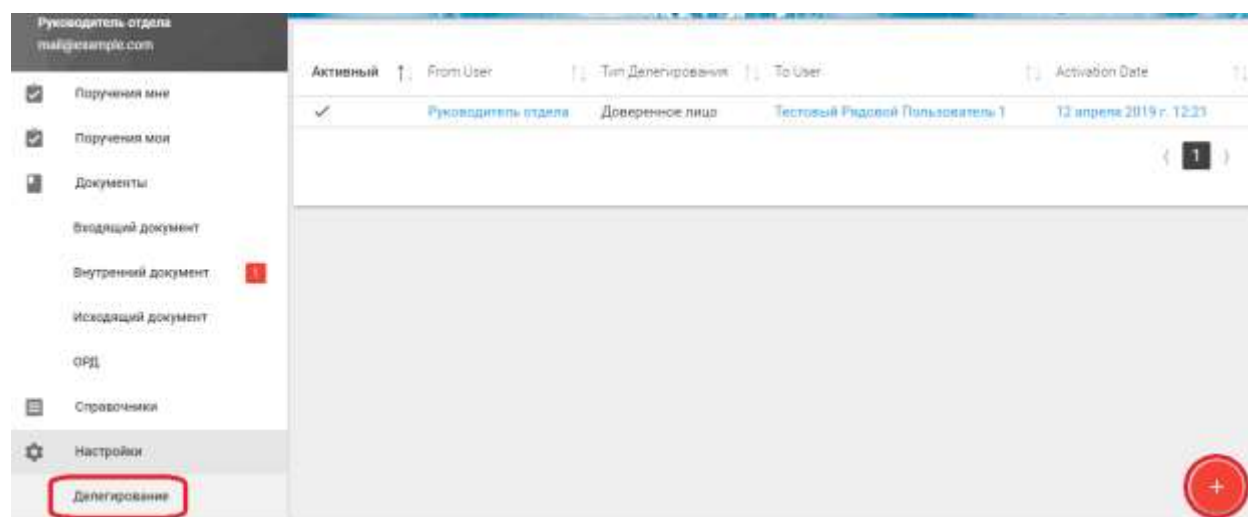 Руководитель отдела
mail@example.com
Поручения мне
Поручения мои
Документы
Входящий документ
Внутренний документ 1
Исходящий документ
ОРД
Справочники
Настройки
Делегирование
Активный From User Тип Делегирования To User Activation Date
Руководитель отдела Доверенное лицо Тестовый Рядовой Пользователь 1 12 апреля 2019 г. 12:21
1